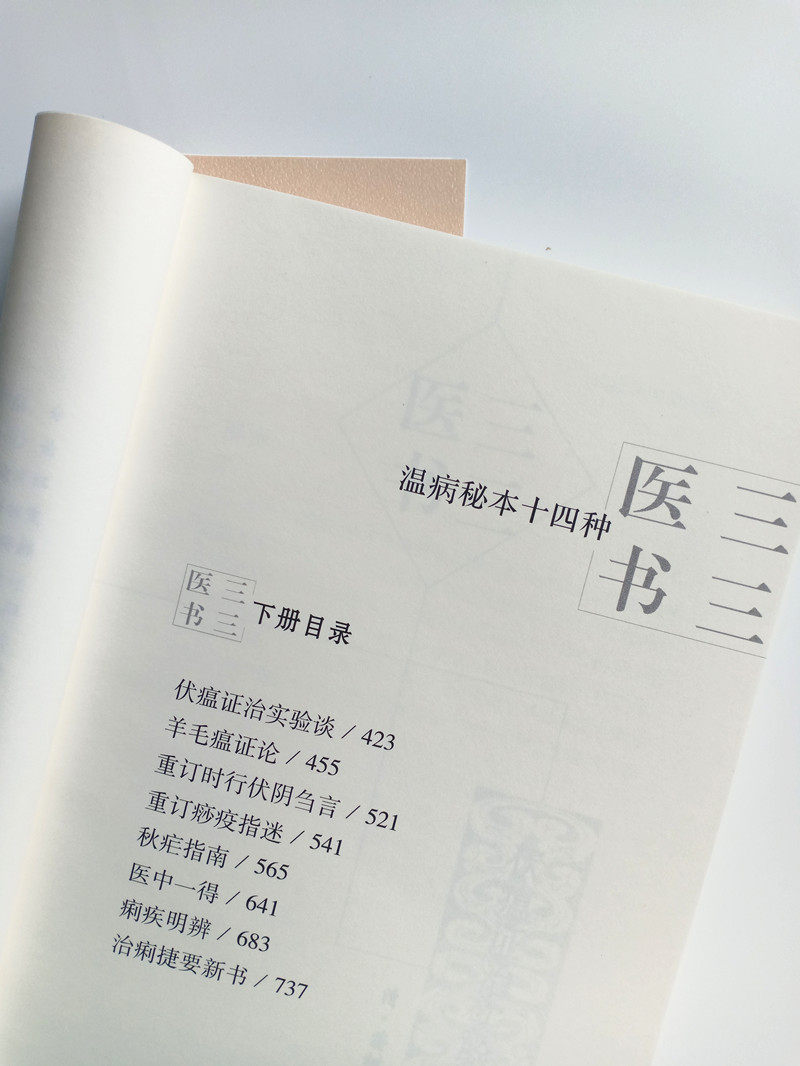 温病秘本十四种
三三医书
三三医书
下册目录
伏瘟证治实验谈 / 423
羊毛瘟证论 / 455
重订时行伏阴刍言 / 521
重订痧疫指迷 / 541
秋疟指南 / 565
医中一得 / 641
痢疾明辨 / 683
治痢捷要新书 / 737